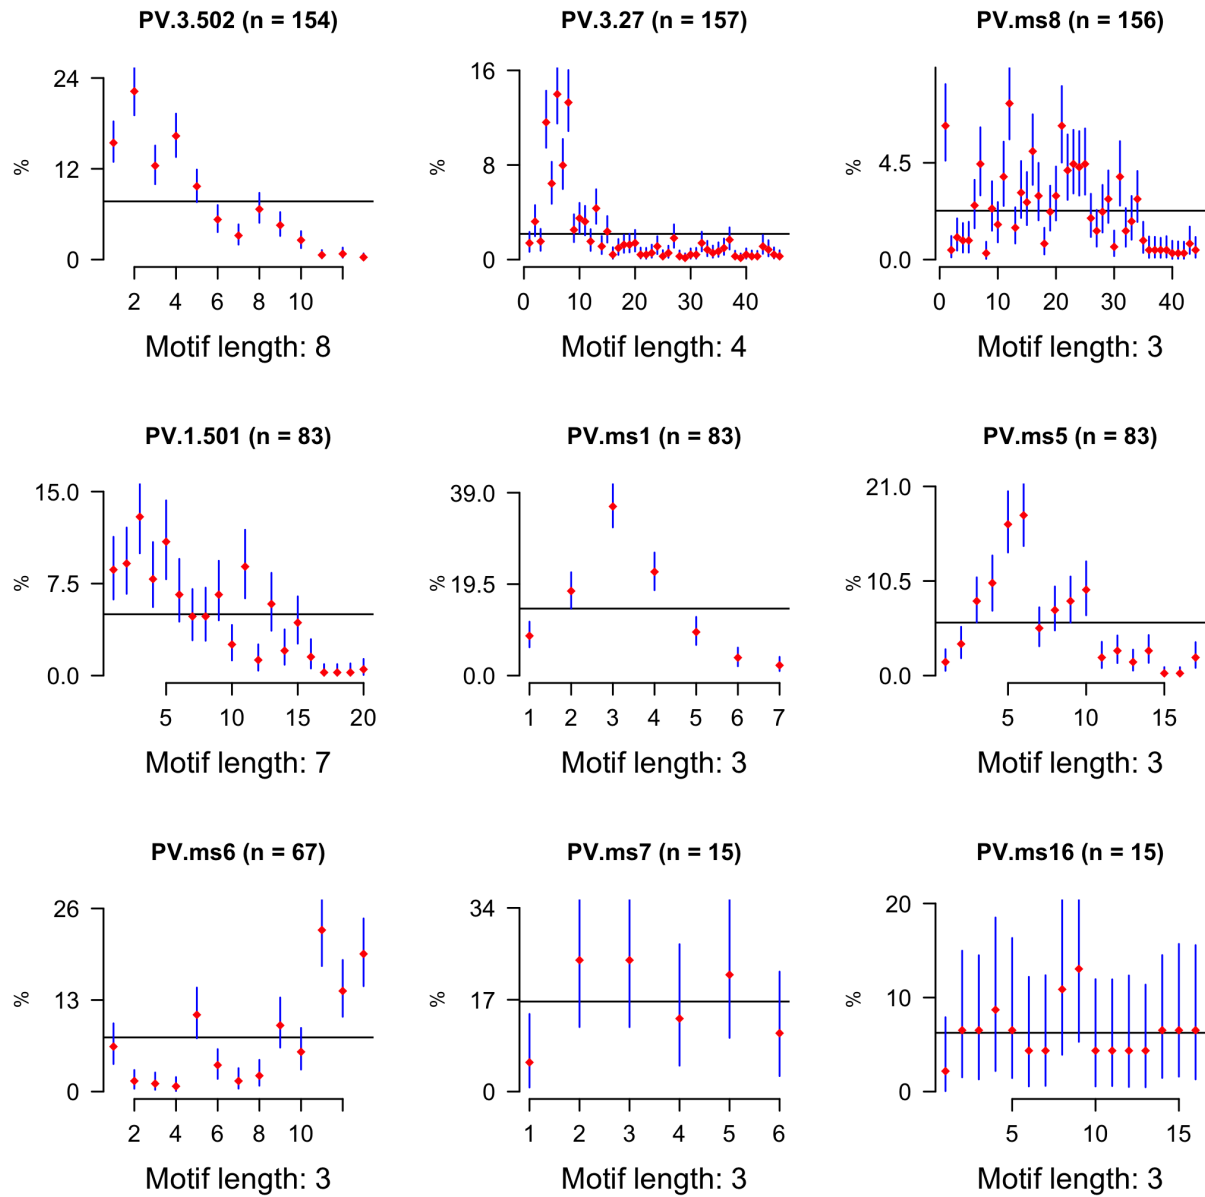 PV.3.502 (n = 154)
24
12
0
%
2 4 6 8 10
Motif length: 8
PV.3.27 (n = 157)
16
8
0
%
0 10 20 30 40
Motif length: 4
PV.ms8 (n = 156)
4.5
0.0
%
0 10 20 30 40
Motif length: 3
PV.1.501 (n = 83)
15.0
7.5
0.0
%
5 10 15 20
Motif length: 7
PV.ms1 (n = 83)
39.0
19.5
0.0
%
1 2 3 4 5 6 7
Motif length: 3
PV.ms5 (n = 83)
21.0
10.5
0.0
%
5 10 15
Motif length: 3
PV.ms6 (n = 67)
26
13
0
%
2 4 6 8 10
Motif length: 3
PV.ms7 (n = 15)
34
17
0
%
1 2 3 4 5 6
Motif length: 3
PV.ms16 (n = 15)
20
10
0
%
5 10 15
Motif length: 3